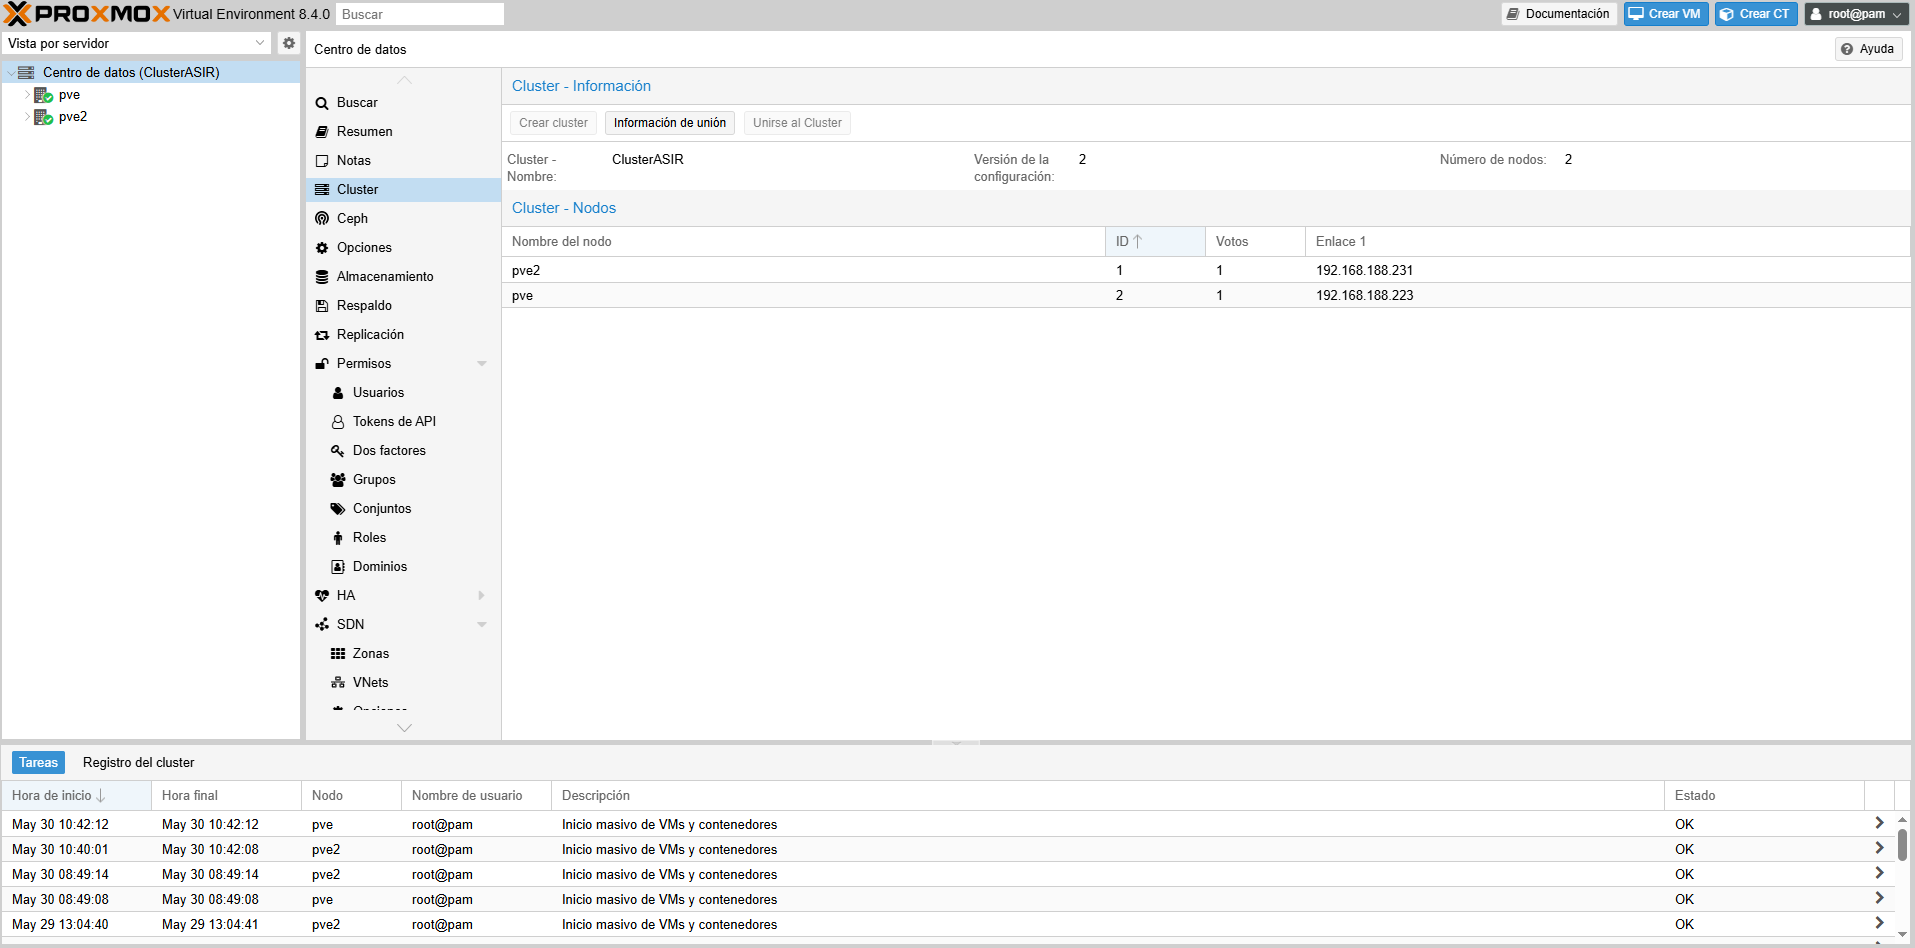 PROXMOX Virtual Environment 8.4.0 Buscar Documentación Crear VM Crear CT root@pam
Vista por servidor
Centro de datos (ClusterASIR)
pve
pve2
Centro de datos Ayuda
Buscar
Resumen
Notas
Cluster
Ceph
Opciones
Almacenamiento
Respaldo
Replicación
Permisos
Usuarios
Tokens de API
Dos factores
Grupos
Conjuntos
Roles
Dominios
HA
SDN
Zonas
VNets
Opciones
Cluster - Información
Crear cluster Información de unión Unirse al Cluster
Cluster - Nombre: ClusterASIR Versión de la configuración: 2 Número de nodos: 2
Cluster - Nodos
Nombre del nodo ID Votos Enlace 1
pve2 1 1 192.168.188.231
pve 2 1 192.168.188.223
Tareas Registro del cluster
Hora de inicio Hora final Nodo Nombre de usuario Descripción Estado
May 30 10:42:12 May 30 10:42:12 pve root@pam Inicio masivo de VMs y contenedores OK
May 30 10:40:01 May 30 10:42:08 pve2 root@pam Inicio masivo de VMs y contenedores OK
May 30 08:49:14 May 30 08:49:14 pve2 root@pam Inicio masivo de VMs y contenedores OK
May 30 08:49:08 May 30 08:49:08 pve root@pam Inicio masivo de VMs y contenedores OK
May 29 13:04:40 May 29 13:04:41 pve2 root@pam Inicio masivo de VMs y contenedores OK